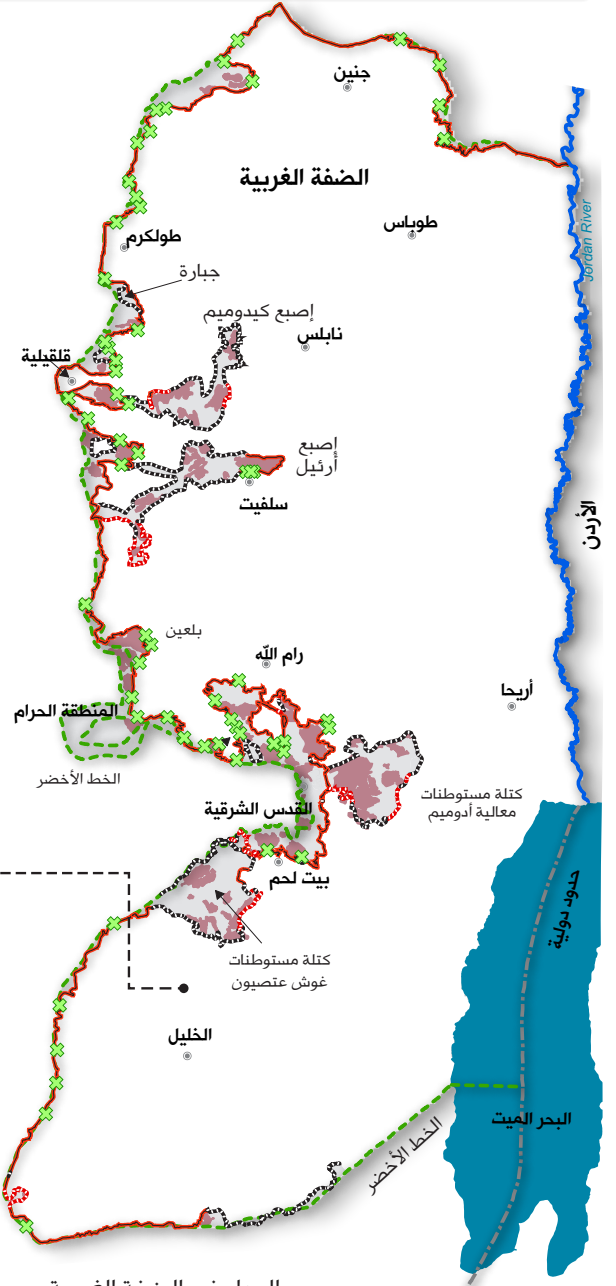 جنين
الضفة الغربية
طوباس
Jordan River
طولكرم
جبارة
إصبع كيدوميم
نابلس
قلقيلية
إصبع
أرئيل
سلفيت
الأردن
بلعين
رام الله
أريحا
المنطقة الحرام
الخط الأخضر
كتلة مستوطنات
معالية أدوميم
القدس الشرقية
بيت لحم
حدود دولية
كتلة مستوطنات
غوش عتصيون
الخليل
البحر الميت
الخط الأخضر